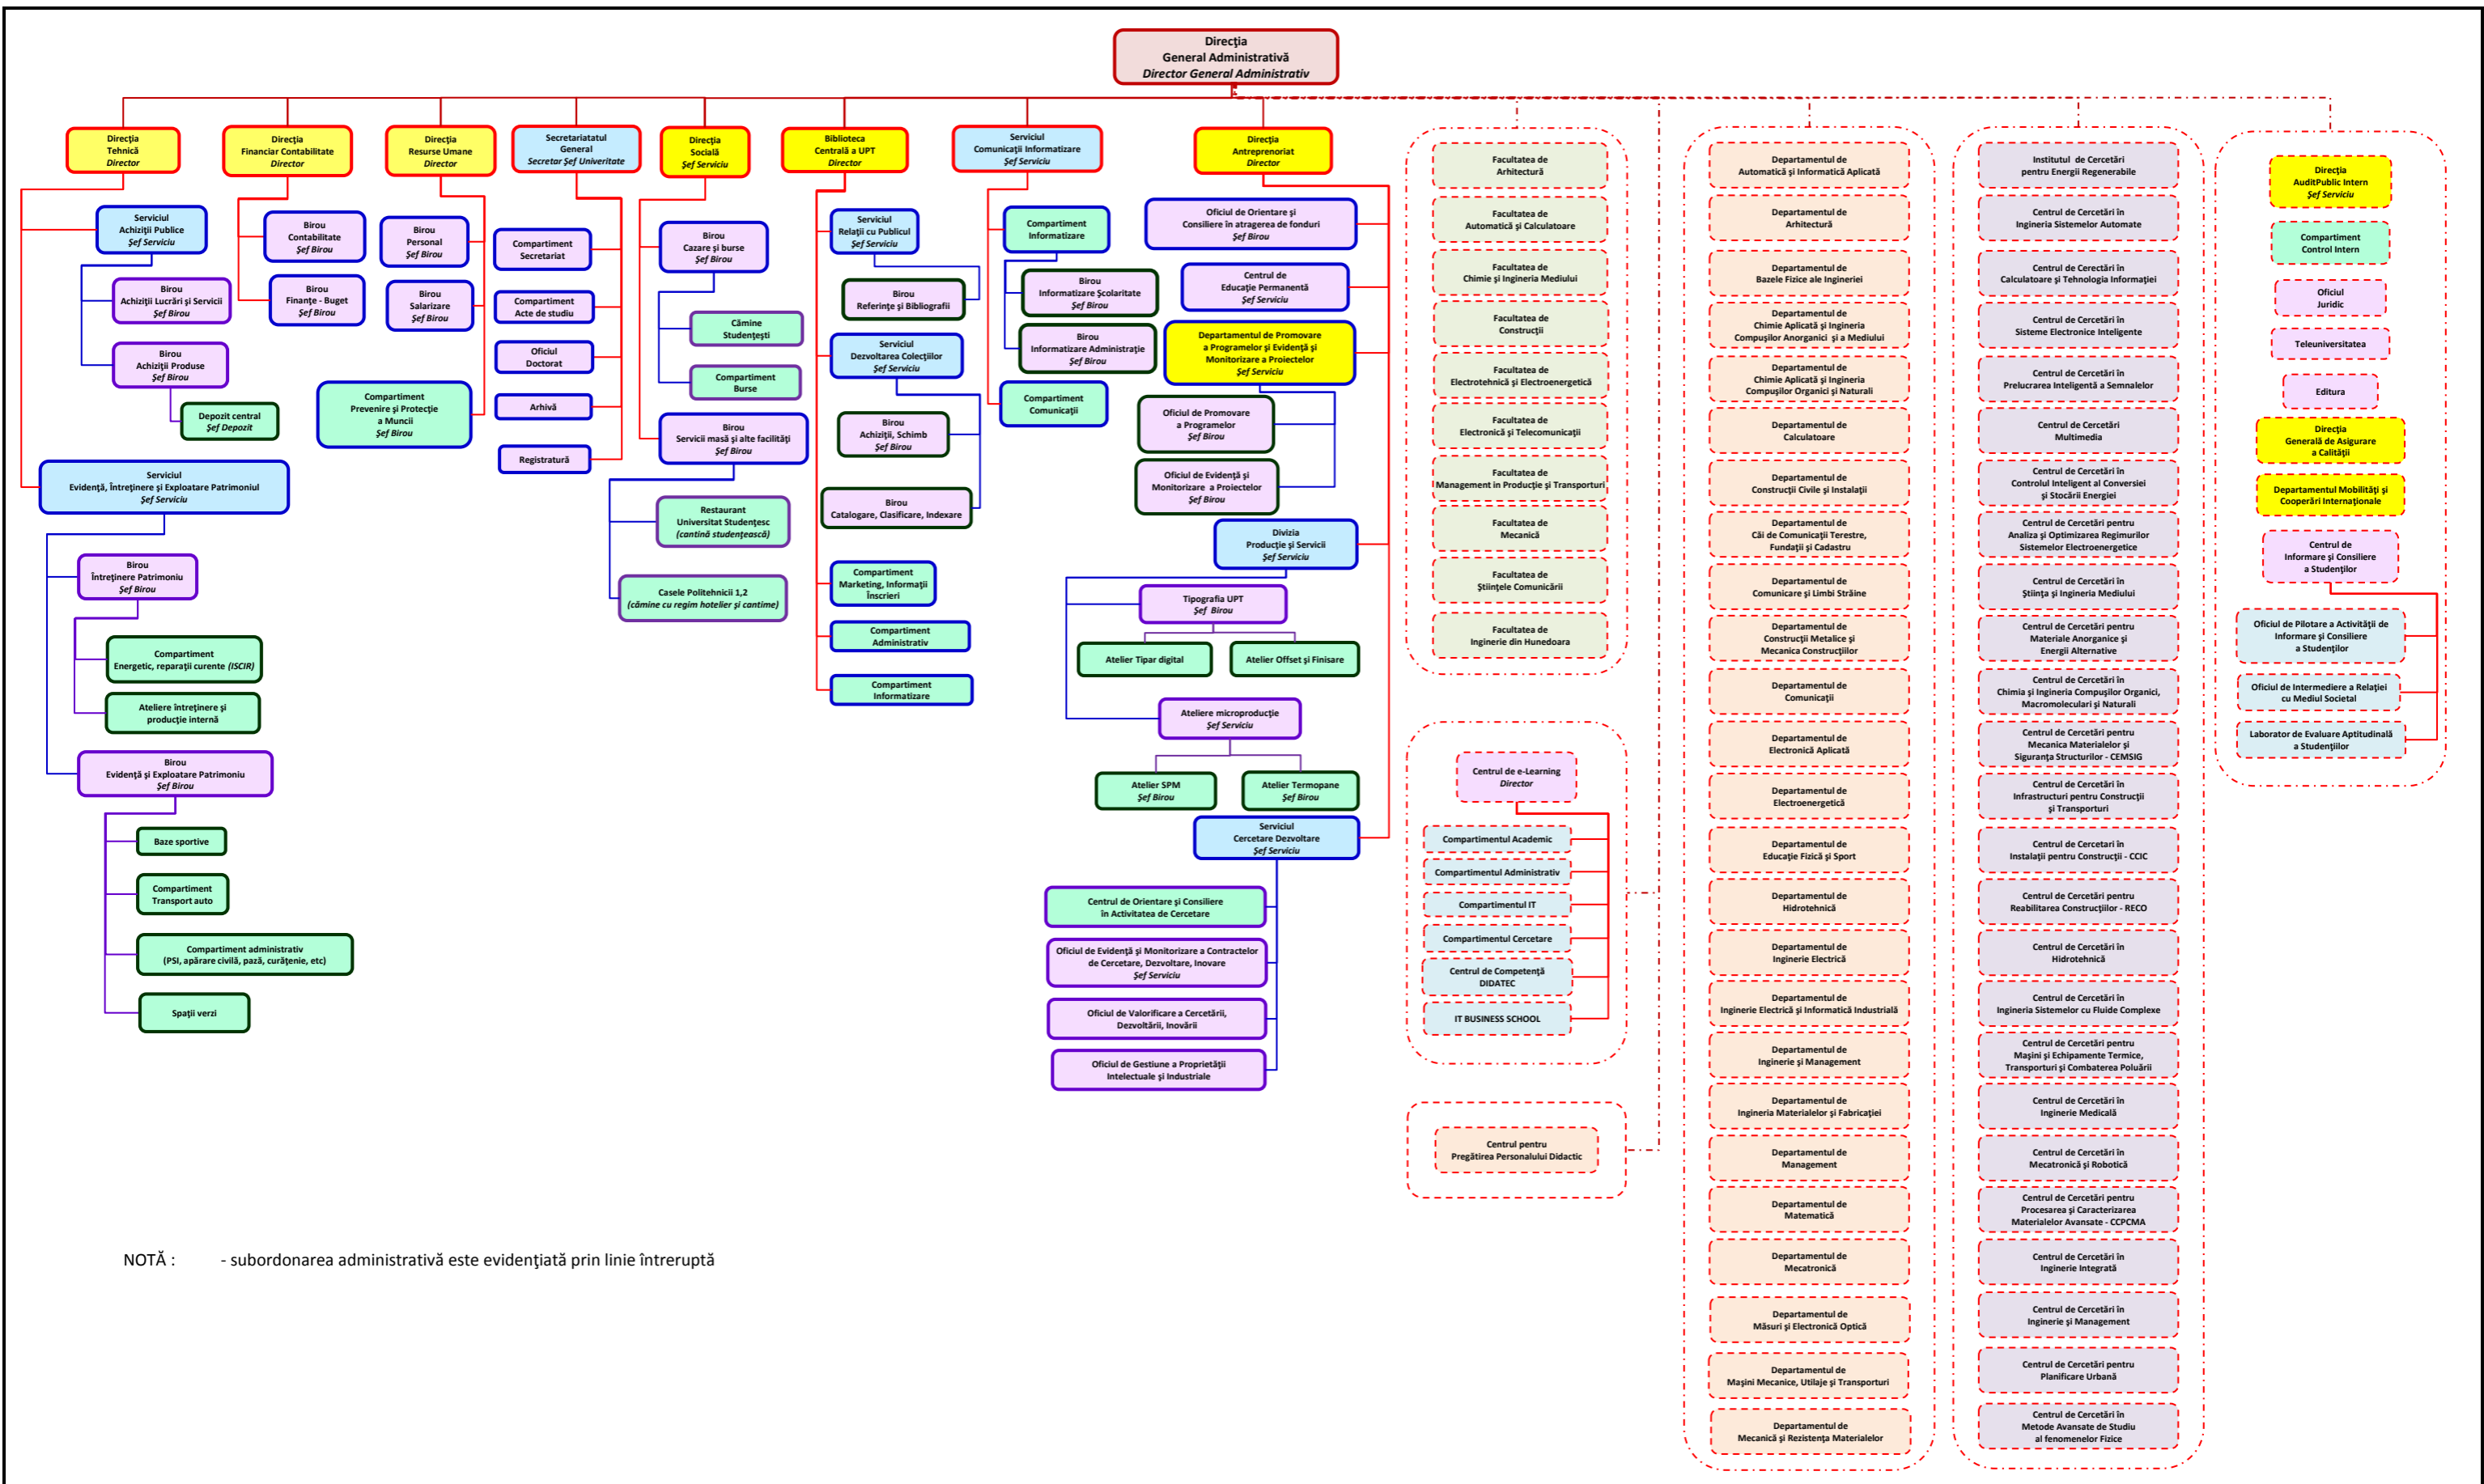 Direcţia
General Administrativă
Director General Administrativ
Direcţia
Tehnică
Director
Serviciul
Achiziţii Publice
Şef Serviciu
Birou
Achiziţii Lucrări şi Servicii
Şef Birou
Birou
Achiziţii Produse
Şef Birou
Depozit central
Şef Depozit
Serviciul
Evidenţă, Întreţinere şi Exploatare Patrimoniul
Şef Serviciu
Birou
Întreţinere Patrimoniu
Şef Birou
Compartiment
Energetic, reparaţii curente (ISCIR)
Ateliere întreţinere şi
producţie internă
Birou
Evidenţă şi Exploatare Patrimoniu
Şef Birou
Baze sportive
Compartiment
Transport auto
Compartiment administrativ
(PSI, apărare civilă, pază, curăţenie, etc)
Spaţii verzi
Direcţia
Financiar Contabilitate
Director
Birou
Contabilitate
Şef Birou
Birou
Finanţe - Buget
Şef Birou
Direcţia
Resurse Umane
Director
Birou
Personal
Şef Birou
Birou
Salarizare
Şef Birou
Compartiment
Prevenire şi Protecţie
a Muncii
Şef Birou
Secretariatatul
General
Secretar Şef Univeritate
Compartiment
Secretariat
Compartiment
Acte de studiu
Oficiul
Doctorat
Arhivă
Registratură
Direcţia
Socială
Şef Serviciu
Birou
Cazare şi burse
Şef Birou
Cămine
Studenţeşti
Compartiment
Burse
Birou
Servicii masă şi alte facilităţi
Şef Birou
Restaurant
Universitat Studenţesc
(cantină studenţească)
Casele Politehnicii 1,2
(cămine cu regim hotelier şi cantime)
Biblioteca
Centrală a UPT
Director
Serviciul
Relaţii cu Publicul
Şef Serviciu
Birou
Referinţe şi Bibliografii
Serviciul
Dezvoltarea Colecţiilor
Şef Serviciu
Birou
Achiziţii, Schimb
Şef Birou
Birou
Catalogare, Clasificare, Indexare
Compartiment
Marketing, Informaţii
Înscrieri
Compartiment
Administrativ
Compartiment
Informatizare
Serviciul
Comunicaţii Informatizare
Şef Serviciu
Compartiment
Informatizare
Birou
Informatizare Şcolaritate
Şef Birou
Birou
Informatizare Administraţie
Şef Birou
Compartiment
Comunicaţii
Direcţia
Antreprenoriat
Director
Oficiul de Orientare şi
Consiliere în atragerea de fonduri
Şef Birou
Centrul de
Educaţie Permanentă
Şef Serviciu
Departamentul de Promovare
a Programelor şi Evidenţă şi
Monitorizare a Proiectelor
Şef Serviciu
Oficiul de Promovare
a Programelor
Şef Birou
Oficiul de Evidenţă şi
Monitorizare a Proiectelor
Şef Birou
Divizia
Producţie şi Servicii
Şef Serviciu
Tipografia UPT
Şef Birou
Atelier Tipar digital
Atelier Offset şi Finisare
Ateliere microproducţie
Şef Serviciu
Atelier SPM
Şef Birou
Atelier Termopane
Şef Birou
Serviciul
Cercetare Dezvoltare
Şef Serviciu
Centrul de Orientare şi Consiliere
în Activitatea de Cercetare
Oficiul de Evidenţă şi Monitorizare a Contractelor
de Cercetare, Dezvoltare, Inovare
Şef Serviciu
Oficiul de Valorificare a Cercetării,
Dezvoltării, Inovării
Oficiul de Gestiune a Proprietăţii
Intelectuale şi Industriale
Facultatea de
Arhitectură
Facultatea de
Automatică şi Calculatoare
Facultatea de
Chimie şi Ingineria Mediului
Facultatea de
Construcţii
Facultatea de
Electrotehnică şi Electroenergetică
Facultatea de
Electronică şi Telecomunicaţii
Facultatea de
Management in Producţie şi Transporturi
Facultatea de
Mecanică
Facultatea de
Ştiinţele Comunicării
Facultatea de
Inginerie din Hunedoara
Centrul de e-Learning
Director
Compartimentul Academic
Compartimentul Administrativ
Compartimentul IT
Compartimentul Cercetare
Centrul de Competenţă
DIDATEC
IT BUSINESS SCHOOL
Centrul pentru
Pregătirea Personalului Didactic
Departamentul de
Automatică şi Informatică Aplicată
Departamentul de
Arhitectură
Departamentul de
Bazele Fizice ale Ingineriei
Departamentul de
Chimie Aplicată şi Ingineria
Compuşilor Anorganici şi a Mediului
Departamentul de
Chimie Aplicată şi Ingineria
Compuşilor Organici şi Naturali
Departamentul de
Calculatoare
Departamentul de
Construcţii Civile şi Instalaţii
Departamentul de
Căi de Comunicaţii Terestre,
Fundaţii şi Cadastru
Departamentul de
Comunicare şi Limbi Străine
Departamentul de
Construcţii Metalice şi
Mecanica Construcţiilor
Departamentul de
Comunicaţii
Departamentul de
Electronică Aplicată
Departamentul de
Electroenergetică
Departamentul de
Educaţie Fizică şi Sport
Departamentul de
Hidrotehnică
Departamentul de
Inginerie Electrică
Departamentul de
Inginerie Electrică şi Informatică Industrială
Departamentul de
Inginerie şi Management
Departamentul de
Ingineria Materialelor şi Fabricaţiei
Departamentul de
Management
Departamentul de
Matematică
Departamentul de
Mecatronică
Departamentul de
Măsuri şi Electronică Optică
Departamentul de
Maşini Mecanice, Utilaje şi Transporturi
Departamentul de
Mecanică şi Rezistenţa Materialelor
Institutul de Cercetări
pentru Energii Regenerabile
Centrul de Cercetări în
Ingineria Sistemelor Automate
Centrul de Cerectări în
Calculatoare şi Tehnologia Informaţiei
Centrul de Cercetări în
Sisteme Electronice Inteligente
Centrul de Cercetări în
Prelucrarea Inteligentă a Semnalelor
Centrul de Cercetări
Multimedia
Centrul de Cercetări în
Controlul Inteligent al Conversiei
şi Stocării Energiei
Centrul de Cercetări pentru
Analiza şi Optimizarea Regimurilor
Sistemelor Electroenergetice
Centrul de Cercetări în
Ştiinţa şi Ingineria Mediului
Centrul de Cercetări pentru
Materiale Anorganice şi
Energii Alternative
Centrul de Cercetări în
Chimia şi Ingineria Compuşilor Organici,
Macromoleculari şi Naturali
Centrul de Cercetări pentru
Mecanica Materialelor şi
Siguranţa Structurilor - CEMSIG
Centrul de Cercetări în
Infrastructuri pentru Construcţii
şi Transporturi
Centrul de Cercetari în
Instalaţii pentru Construcţii - CCIC
Centrul de Cercetări pentru
Reabilitarea Construcţiilor - RECO
Centrul de Cercetări în
Hidrotehnică
Centrul de Cercetări în
Ingineria Sistemelor cu Fluide Complexe
Centrul de Cercetări pentru
Maşini şi Echipamente Termice,
Transporturi şi Combaterea Poluării
Centrul de Cercetări în
Inginerie Medicală
Centrul de Cercetări în
Mecatronică şi Robotică
Centrul de Cercetări pentru
Procesarea şi Caracterizarea
Materialelor Avansate - CCPCMA
Centrul de Cercetări în
Inginerie Integrată
Centrul de Cercetări în
Inginerie şi Management
Centrul de Cercetări pentru
Planificare Urbană
Centrul de Cercetări în
Metode Avansate de Studiu
al fenomenelor Fizice
Direcţia
AuditPublic Intern
Şef Serviciu
Compartiment
Control Intern
Oficiul
Juridic
Teleuniversitatea
Editura
Direcţia
Generală de Asigurare
a Calităţii
Departamentul Mobilităţi şi
Cooperări Internaţionale
Centrul de
Informare şi Consiliere
a Studenţilor
Oficiul de Pilotare a Activităţii de
Informare şi Consiliere
a Studenţilor
Oficiul de Intermediere a Relaţiei
cu Mediul Societal
Laborator de Evaluare Aptitudinală
a Studenţiilor
NOTĂ : - subordonarea administrativă este evidenţiată prin linie întreruptă